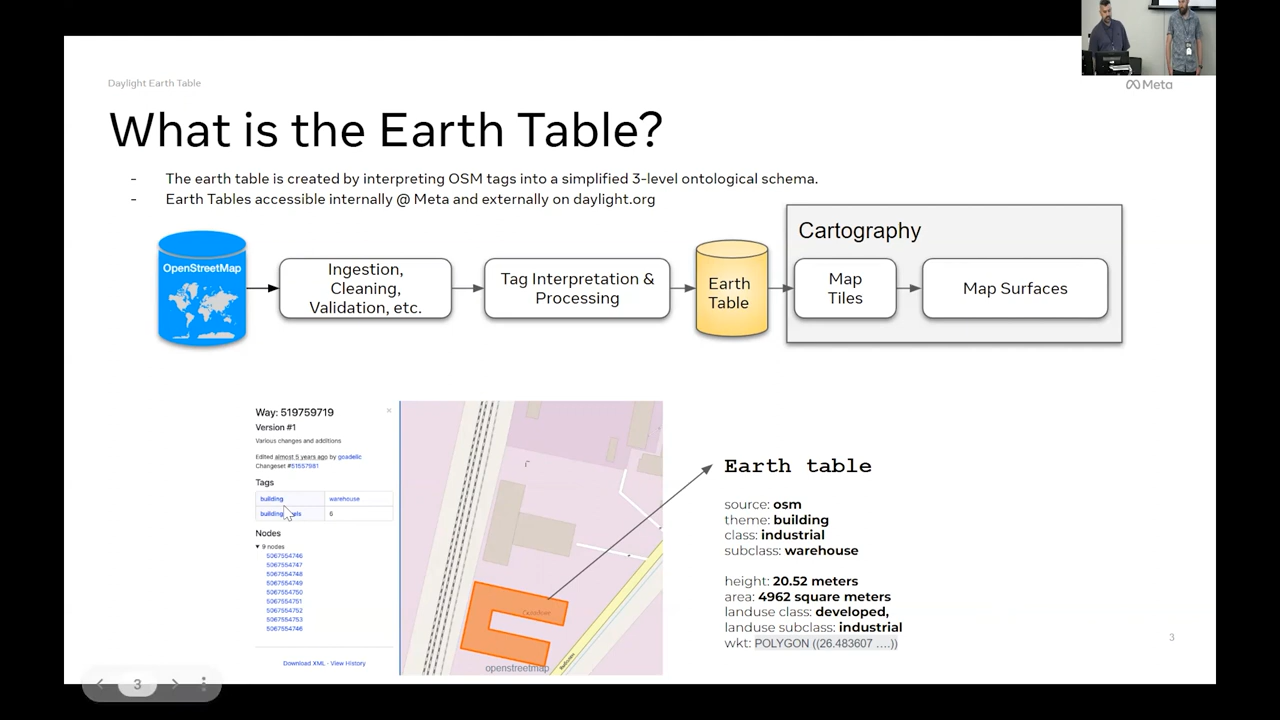 Daylight Earth Table
Meta
What is the Earth Table?
- The earth table is created by interpreting OSM tags into a simplified 3-level ontological schema.
- Earth Tables accessible internally @ Meta and externally on daylight.org
OpenStreetMap
Ingestion,
Cleaning,
Validation, etc.
Tag Interpretation &
Processing
Earth
Table
Cartography
Map
Tiles
Map Surfaces
Way: 519759719
Version #1
Various changes and additions
Edited almost 5 years ago by goadelic
Changeset #51557981
Tags
building warehouse
6
Nodes
9 nodes
5067554746
5067554747
5067554748
5067554749
5067554750
5067554751
5067554752
5067554753
5067554746
Download XML · View History
openstreetmap
Earth table
source: osm
theme: building
class: industrial
subclass: warehouse
height: 20.52 meters
area: 4962 square meters
landuse class: developed,
landuse subclass: industrial
wkt: POLYGON ((26.483607 ....))
3
3